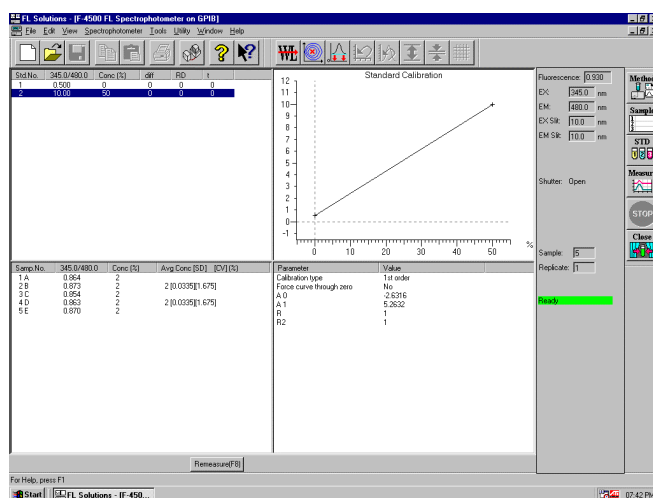 FL Solutions - [F-4500 FL Spectrophotometer on GPIB]
File Edit View Spectrophotometer Tools Utility Window Help
WL
Std.No. 345.0/480.0 Conc (%) diff RD t
1 0.500 0 0 0 0
2 10.00 50 0 0 0
Standard Calibretion
12
11
10
9
8
7
6
5
4
3
2
1
0
-1
0 10 20 30 40 50 %
Samp.No. 345.0/480.0 Conc (%) Avg Conc [SD] [CV] (%)
1 A 0.864 2
2 B 0.873 2 2 [0.0335][1.675]
3 C 0.854 2
4 D 0.863 2 2 [0.0335][1.675]
5 E 0.870 2
Parameter Value
Calibration type 1st order
Force curve through zero No
A 0 -2.6316
A 1 5.2632
R 1
R2 1
Fluorescence: 0.930
EX: 345.0 nm
EM: 480.0 nm
EX Slit: 10.0 nm
EM Slit: 10.0 nm
Shutter: Open
Sample: 5
Replicate: 1
Ready
Method
Sample
STD
Measure
STOP
Close
Remeasure(F8)
For Help, press F1
Start FL Solutions - [F-450... 07:42 PM